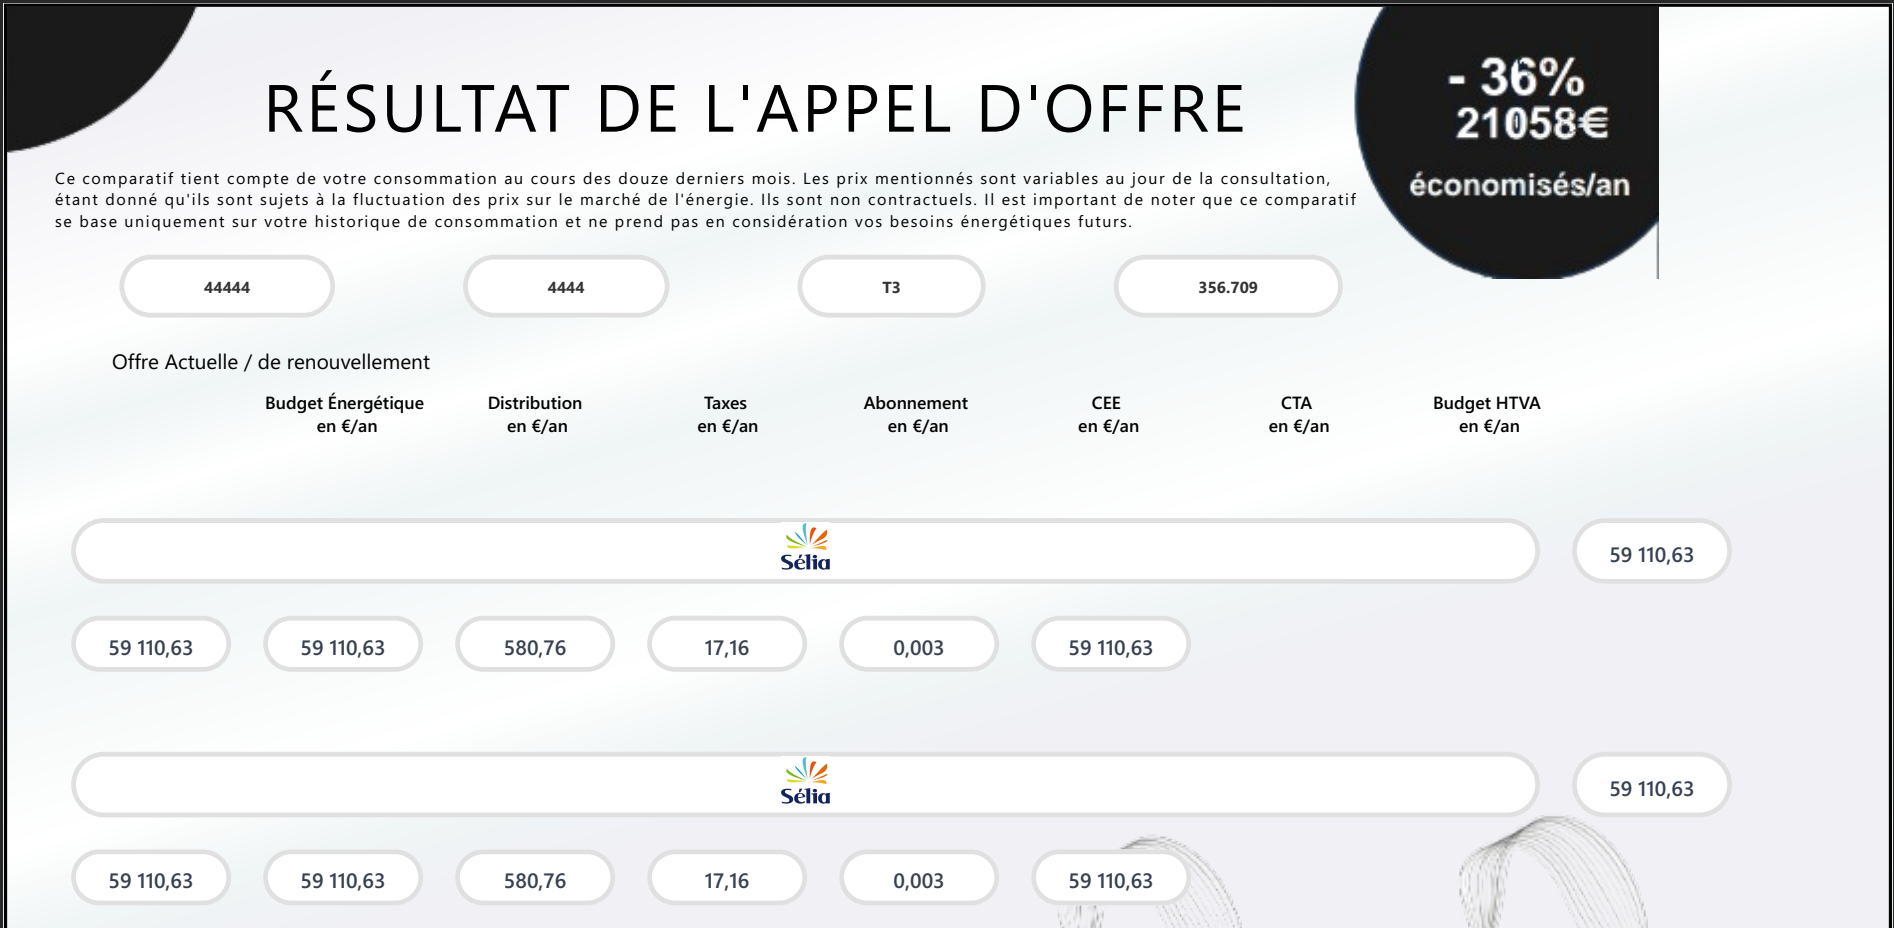 - 36%
21058€
économisés/an
RÉSULTAT DE L'APPEL D'OFFRE
Ce comparatif tient compte de votre consommation au cours des douze derniers mois. Les prix mentionnés sont variables au jour de la consultation,
étant donné qu'ils sont sujets à la fluctuation des prix sur le marché de l'énergie. Ils sont non contractuels. Il est important de noter que ce comparatif
se base uniquement sur votre historique de consommation et ne prend pas en considération vos besoins énergétiques futurs.
44444 4444 T3 356.709
Offre Actuelle / de renouvellement
Budget Énergétique Distribution Taxes Abonnement CEE CTA Budget HTVA
en €/an en €/an en €/an en €/an en €/an en €/an en €/an
Sélia 59 110,63
59 110,63 59 110,63 580,76 17,16 0,003 59 110,63
Sélia 59 110,63
59 110,63 59 110,63 580,76 17,16 0,003 59 110,63